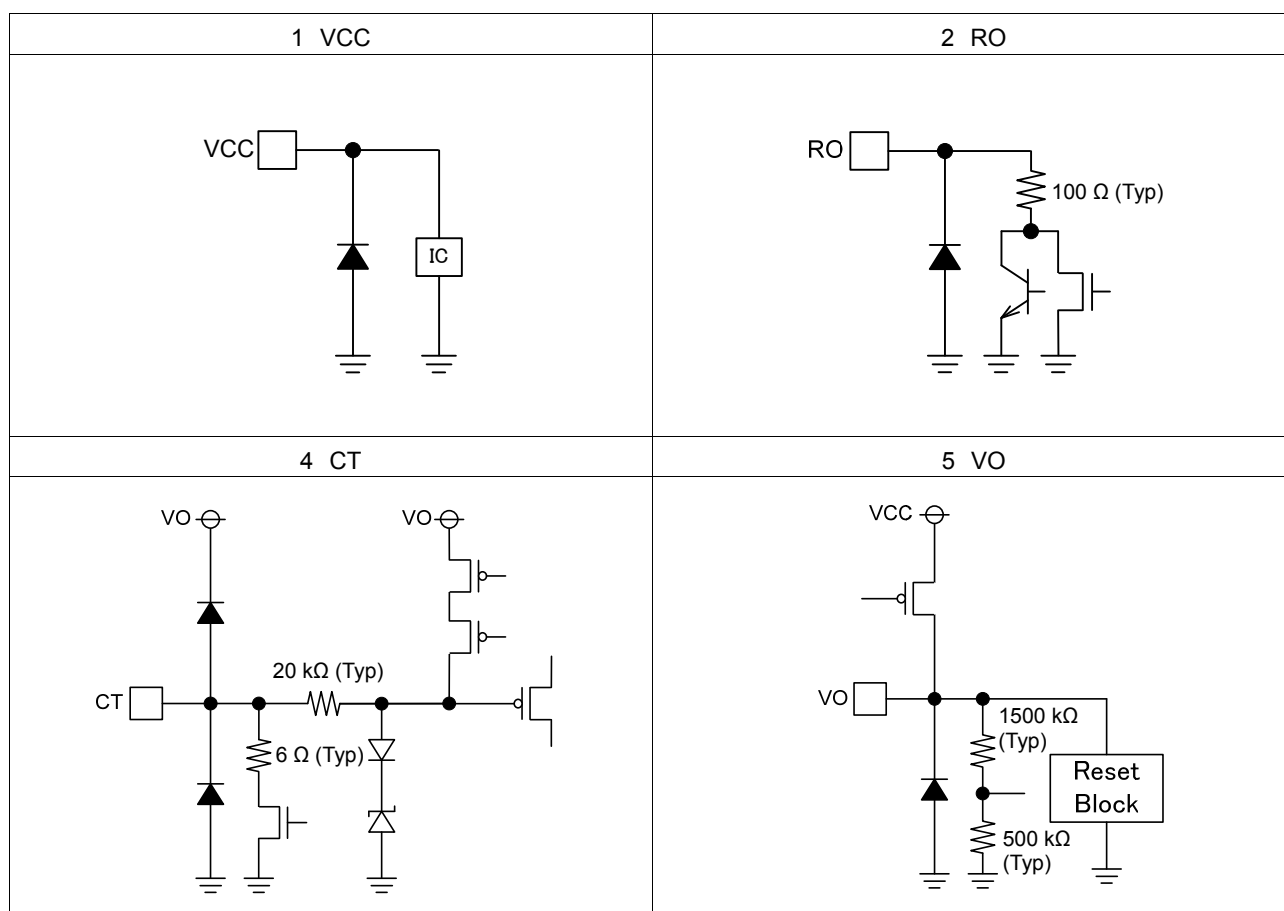 1 VCC
2 RO
VCC
IC
RO
100 Ω (Typ)
4 CT
5 VO
VO
VO
20 kΩ (Typ)
CT
6 Ω (Typ)
VCC
VO
1500 kΩ
(Typ)
Reset
Block
500 kΩ
(Typ)